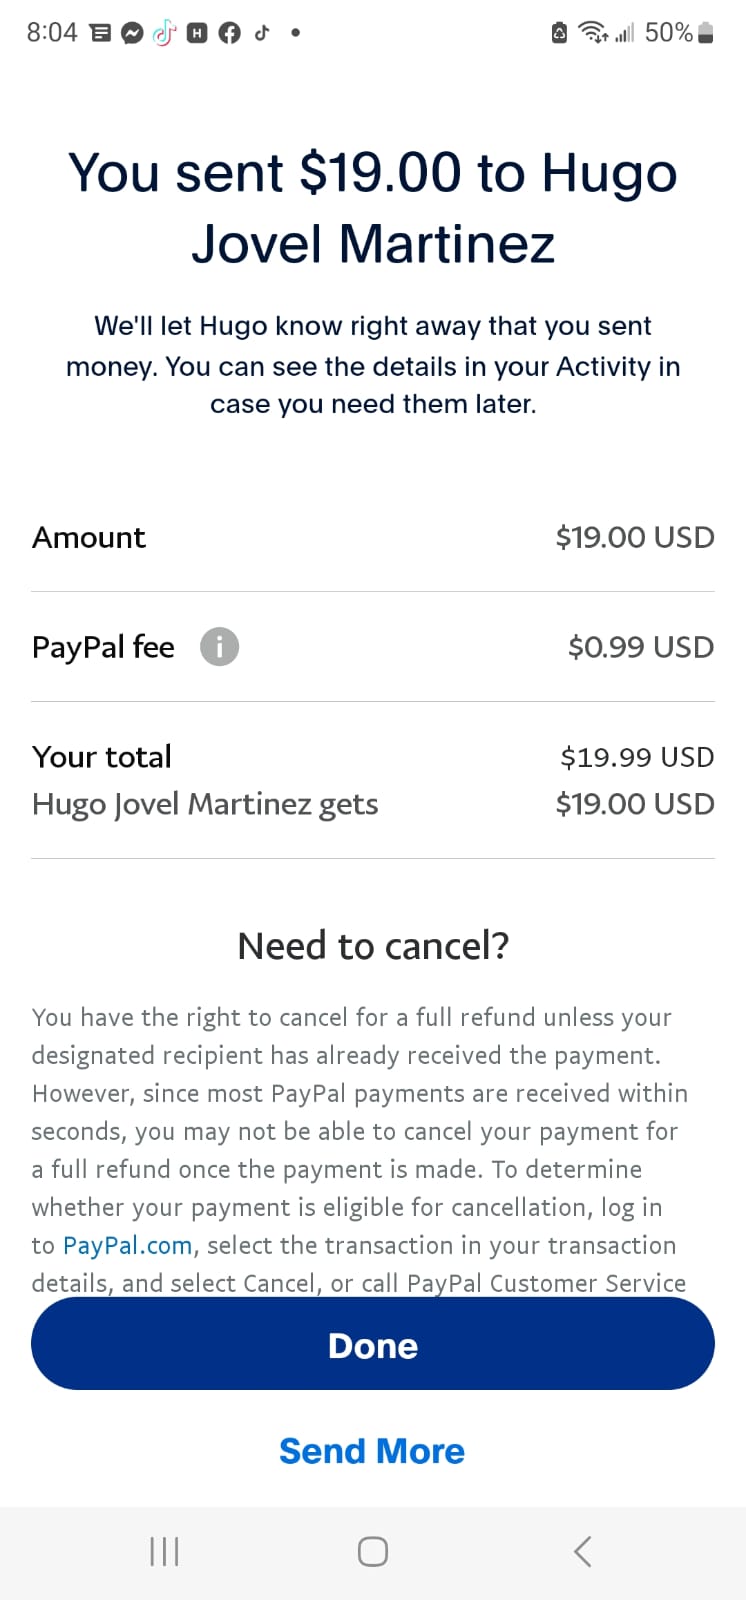 8:04 50%
You sent $19.00 to Hugo
Jovel Martinez
We'll let Hugo know right away that you sent
money. You can see the details in your Activity in
case you need them later.
Amount $19.00 USD
PayPal fee i $0.99 USD
Your total $19.99 USD
Hugo Jovel Martinez gets $19.00 USD
Need to cancel?
You have the right to cancel for a full refund unless your
designated recipient has already received the payment.
However, since most PayPal payments are received within
seconds, you may not be able to cancel your payment for
a full refund once the payment is made. To determine
whether your payment is eligible for cancellation, log in
to PayPal.com, select the transaction in your transaction
details, and select Cancel, or call PayPal Customer Service
Done
Send More